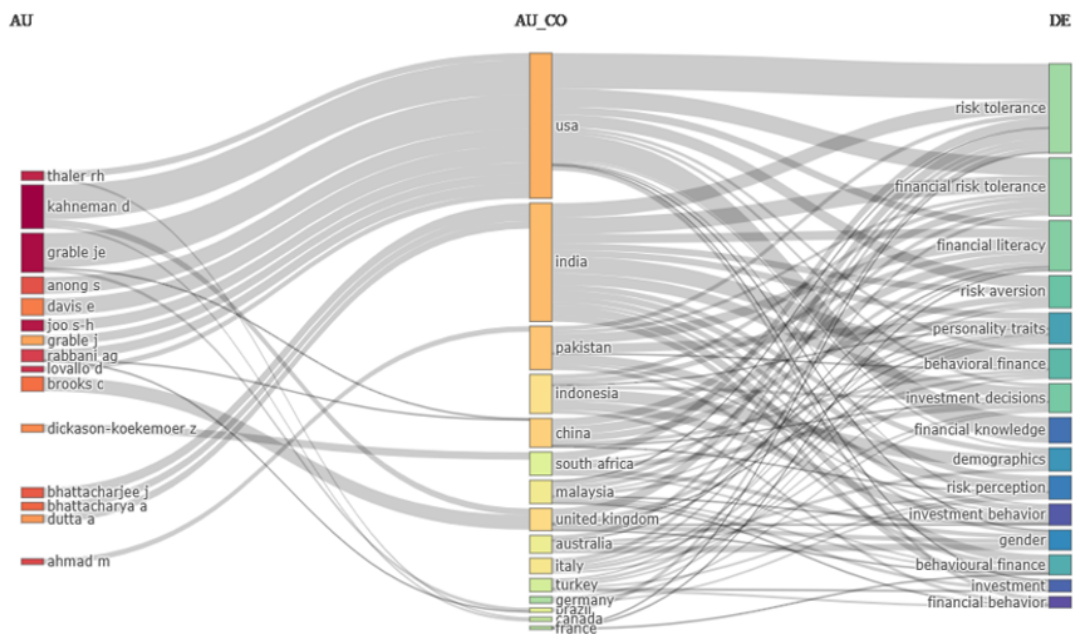 AU AU_CO DE
thaler rh
kahneman d
grable je
anong s
davis e
joo s-h
grable j
rabbani ag
lovallo d
brooks c
dickason-koekemoer z
bhattacharjee j
bhattacharya a
dutta a
ahmad m
usa
india
pakistan
indonesia
china
south africa
malaysia
united kingdom
australia
italy
turkey
germany
brazil
canada
france
risk tolerance
financial risk tolerance
financial literacy
risk aversion
personality traits
behavioral finance
investment decisions
financial knowledge
demographics
risk perception
investment behavior
gender
behavioural finance
investment
financial behavior